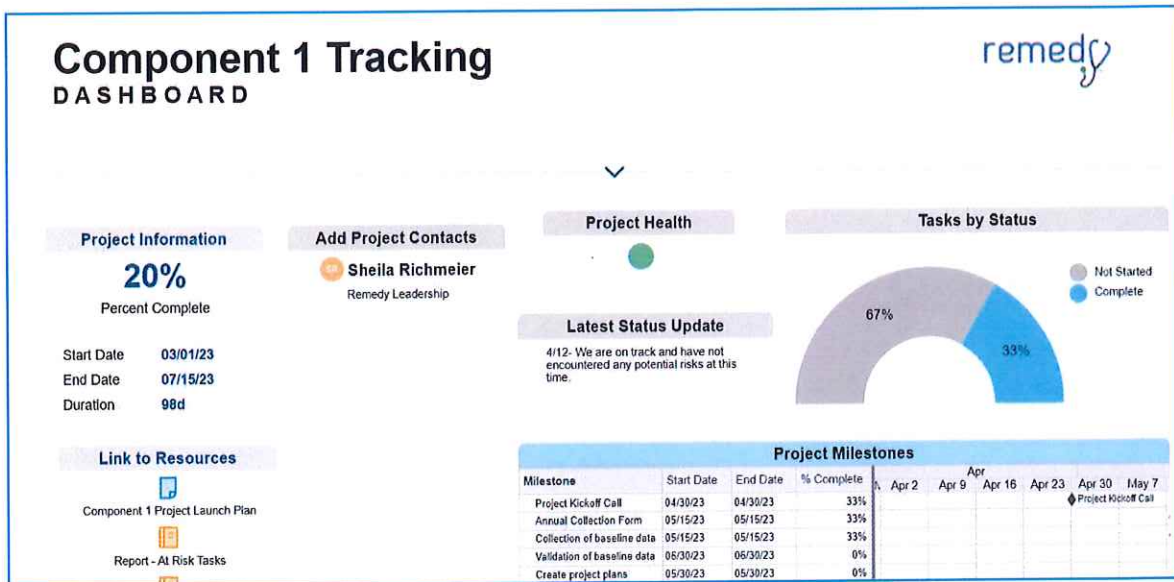 Component 1 Tracking
DASHBOARD
remedy
Project Information
20%
Percent Complete
Start Date 03/01/23
End Date 07/15/23
Duration 98d
Add Project Contacts
SR Sheila Richmeier
Remedy Leadership
Project Health
Latest Status Update
4/12- We are on track and have not
encountered any potential risks at this
time.
Tasks by Status
Not Started
Complete
67%
33%
Link to Resources
Component 1 Project Launch Plan
Report - At Risk Tasks
Project Milestones
Apr
Milestone Start Date End Date % Complete Apr 2 Apr 9 Apr 16 Apr 23 Apr 30 May 7
Project Kickoff Call 04/30/23 04/30/23 33% Project Kickoff Call
Annual Collection Form 05/15/23 05/15/23 33%
Collection of baseline data 05/15/23 05/15/23 33%
Validation of baseline data 06/30/23 06/30/23 0%
Create project plans 05/30/23 05/30/23 0%